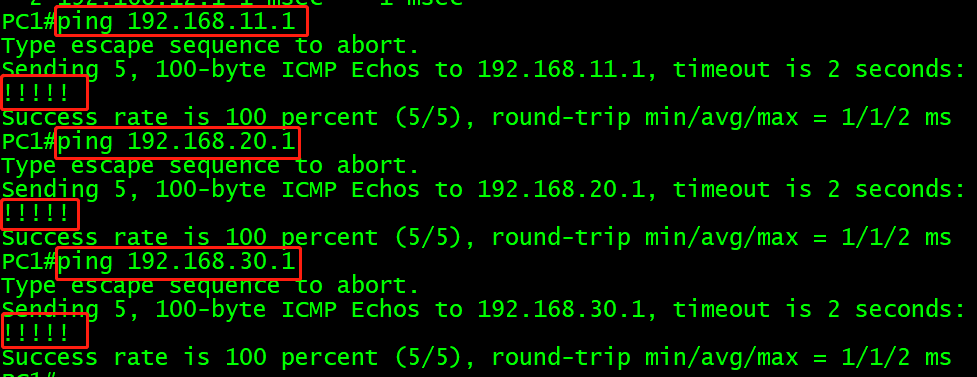 2 192.168.12.1 1 msec    1 msec
PC1#ping 192.168.11.1
Type escape sequence to abort.
Sending 5, 100-byte ICMP Echos to 192.168.11.1, timeout is 2 seconds:
!!!!!
Success rate is 100 percent (5/5), round-trip min/avg/max = 1/1/2 ms
PC1#ping 192.168.20.1
Type escape sequence to abort.
Sending 5, 100-byte ICMP Echos to 192.168.20.1, timeout is 2 seconds:
!!!!!
Success rate is 100 percent (5/5), round-trip min/avg/max = 1/1/2 ms
PC1#ping 192.168.30.1
Type escape sequence to abort.
Sending 5, 100-byte ICMP Echos to 192.168.30.1, timeout is 2 seconds:
!!!!!
Success rate is 100 percent (5/5), round-trip min/avg/max = 1/1/2 ms
PC1#